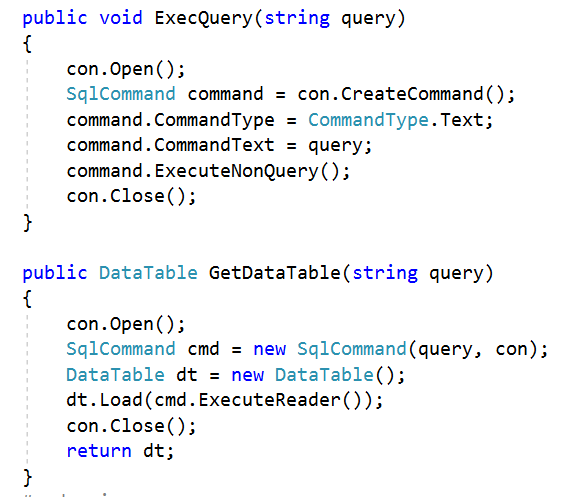 public void ExecQuery(string query)
{
con.Open();
SqlCommand command = con.CreateCommand();
command.CommandType = CommandType.Text;
command.CommandText = query;
command.ExecuteNonQuery();
con.Close();
}
public DataTable GetDataTable(string query)
{
con.Open();
SqlCommand cmd = new SqlCommand(query, con);
DataTable dt = new DataTable();
dt.Load(cmd.ExecuteReader());
con.Close();
return dt;
}